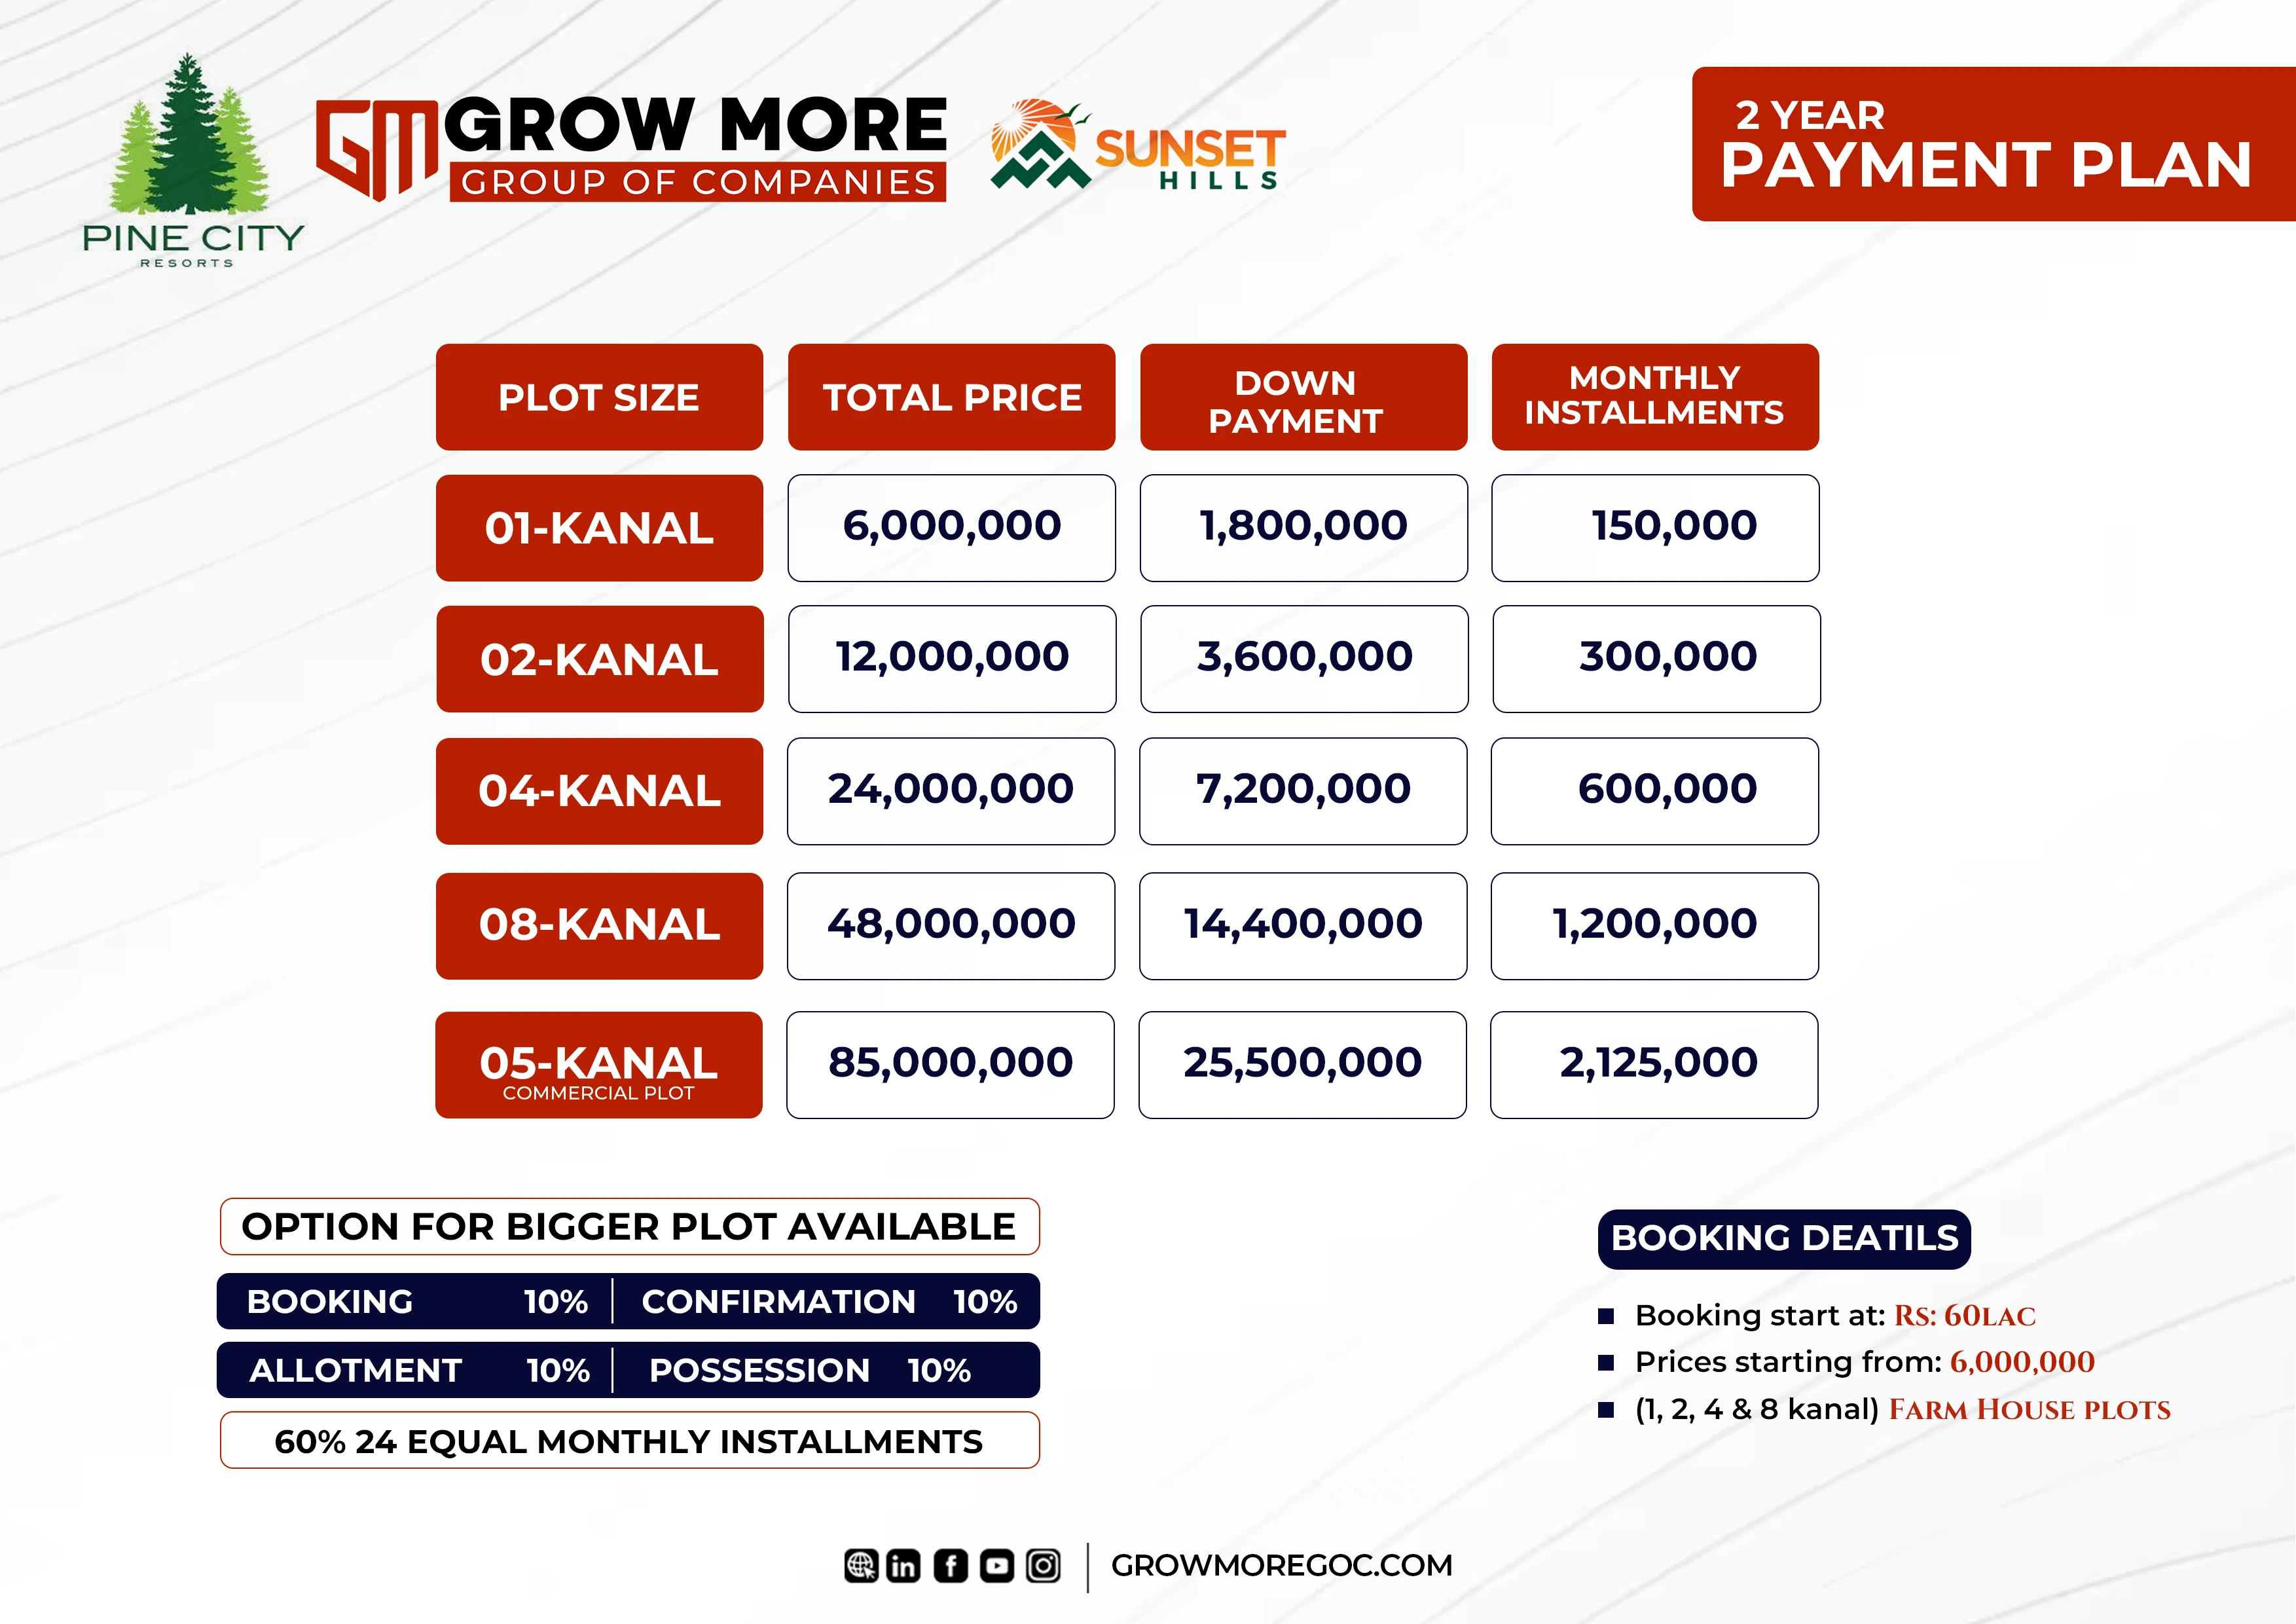 PINE CITY
RESORTS
GM GROW MORE
GROUP OF COMPANIES
SUNSET
HILLS
2 YEAR
PAYMENT PLAN
PLOT SIZE TOTAL PRICE DOWN PAYMENT MONTHLY INSTALLMENTS
01-KANAL 6,000,000 1,800,000 150,000
02-KANAL 12,000,000 3,600,000 300,000
04-KANAL 24,000,000 7,200,000 600,000
08-KANAL 48,000,000 14,400,000 1,200,000
05-KANAL 85,000,000 25,500,000 2,125,000
COMMERCIAL PLOT
OPTION FOR BIGGER PLOT AVAILABLE
BOOKING 10% CONFIRMATION 10%
ALLOTMENT 10% POSSESSION 10%
60% 24 EQUAL MONTHLY INSTALLMENTS
BOOKING DEATILS
Booking start at: Rs: 60LAC
Prices starting from: 6,000,000
(1, 2, 4 & 8 kanal) FARM HOUSE PLOTS
GROWMOREGOC.COM